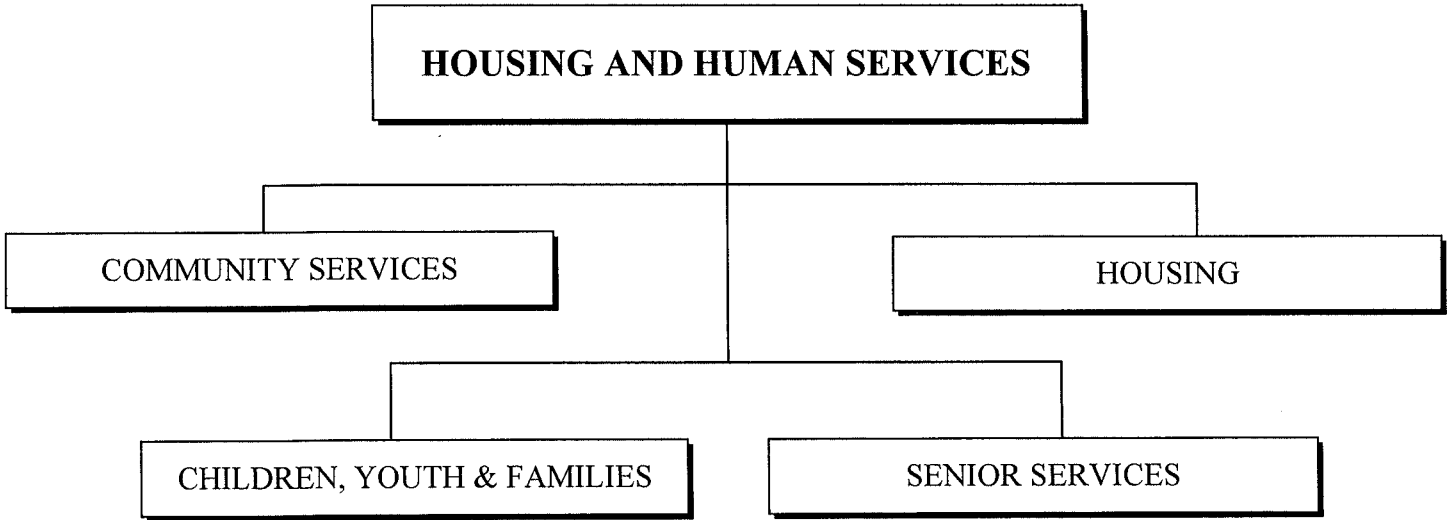 HOUSING AND HUMAN SERVICES
COMMUNITY SERVICES
HOUSING
CHILDREN, YOUTH & FAMILIES
SENIOR SERVICES